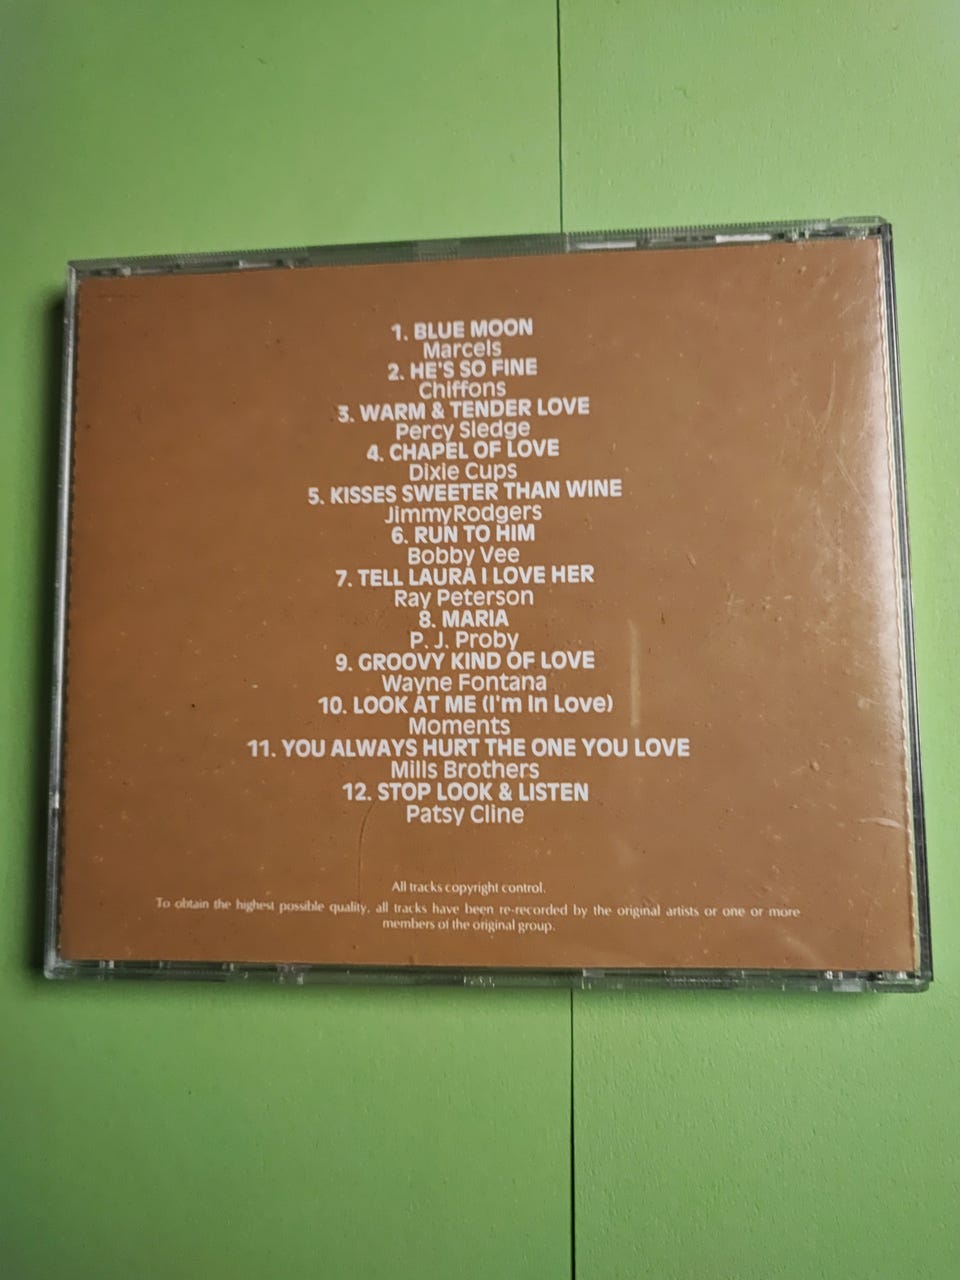 1. BLUE MOON
Marcels
2. HE'S SO FINE
Chiffons
3. WARM & TENDER LOVE
Percy Sledge
4. CHAPEL OF LOVE
Dixie Cups
5. KISSES SWEETER THAN WINE
JimmyRodgers
6. RUN TO HIM
Bobby Vee
7. TELL LAURA I LOVE HER
Ray Peterson
8. MARIA
P. J. Proby
9. GROOVY KIND OF LOVE
Wayne Fontana
10. LOOK AT ME (I'm In Love)
Moments
11. YOU ALWAYS HURT THE ONE YOU LOVE
Mills Brothers
12. STOP LOOK & LISTEN
Patsy Cline
All tracks copyright control.
To obtain the highest possible quality, all tracks have been re-recorded by the original artists or one or more
members of the original group.